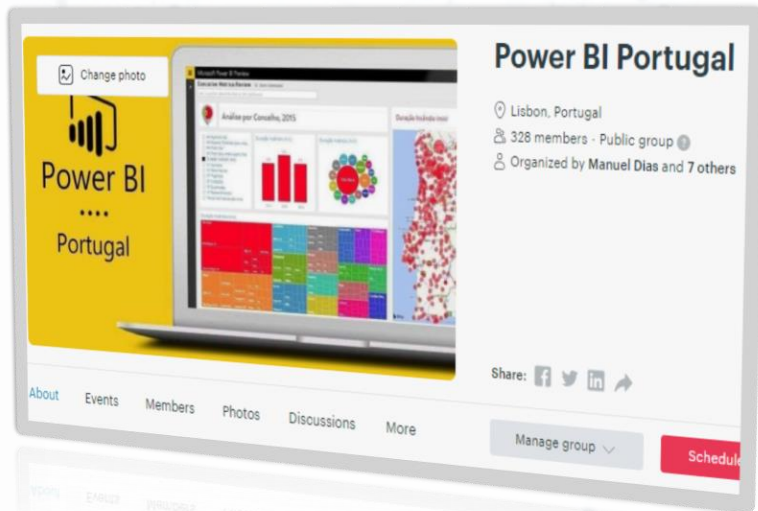 Change photo
Power BI
Portugal
Análise por Concelho, 2015
Power BI Portugal
Lisbon, Portugal
328 members · Public group
Organized by Manuel Dias and 7 others
Share:
About
Events
Members
Photos
Discussions
More
Manage group
Schedule